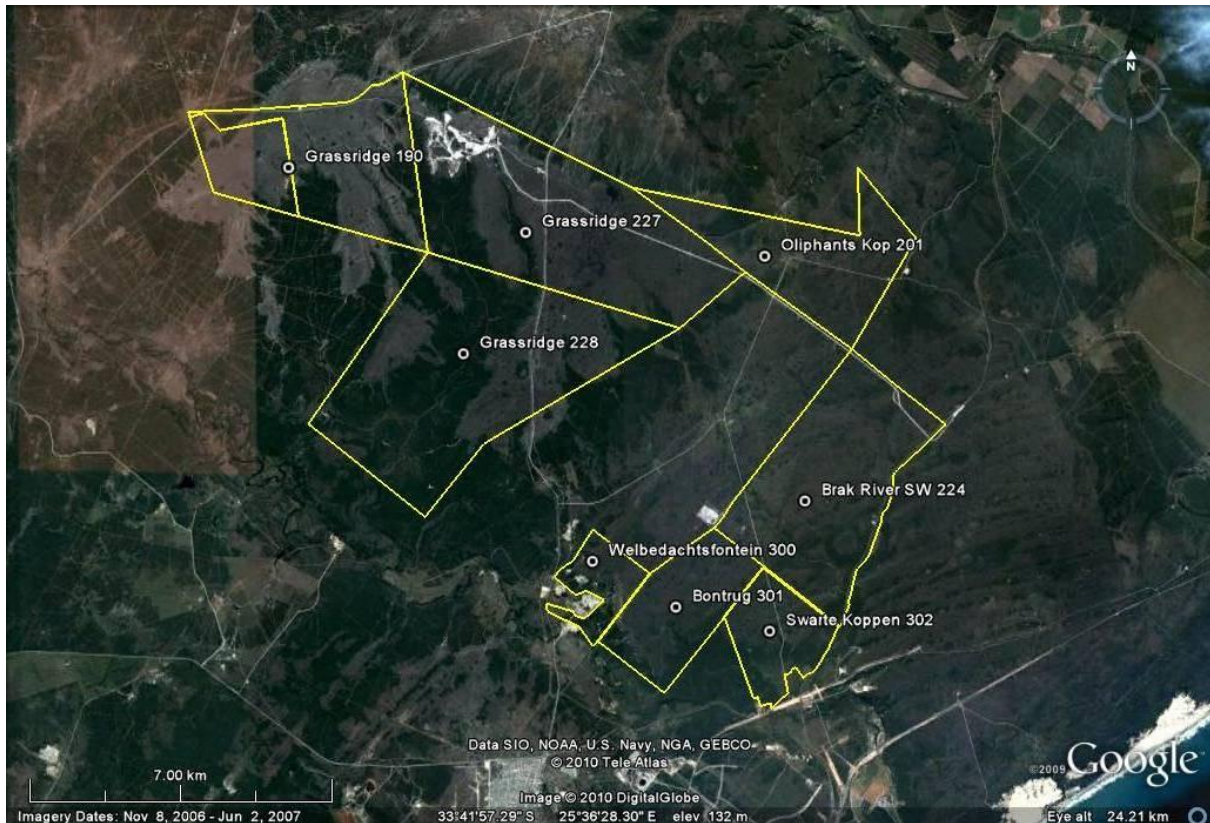 N
Grassridge 190
Grassridge 227
Oliphants Kop 201
Grassridge 228
Brak River SW 224
Welbedachtsfontein 300
Bontrug 301
Swarte Koppen 302
Data SIO, NOAA, U.S. Navy, NGA, GEBCO
© 2010 Tele Atlas
©2009 Google
7.00 km
Image © 2010 DigitalGlobe
Imagery Dates: Nov 8, 2006 - Jun 2, 2007 33°41'57.29" S 25°36'28.30" E elev 132 m Eye alt 24.21 km